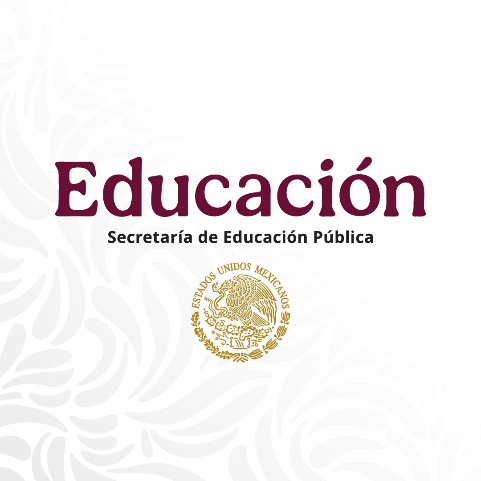 Educación
Secretaría de Educación Pública
ESTADOS UNIDOS MEXICANOS